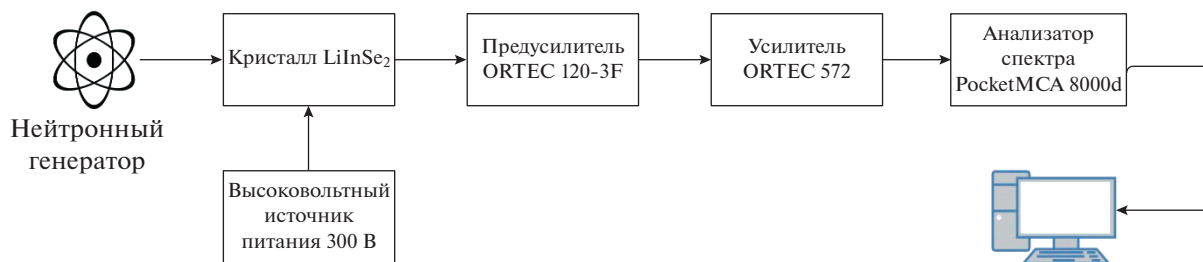 Нейтронный
генератор
Кристалл LiInSe₂
Высоковольтный
источник
питания 300 В
Предусилитель
ORTEC 120-3F
Усилитель
ORTEC 572
Анализатор
спектра
PocketMCA 8000d